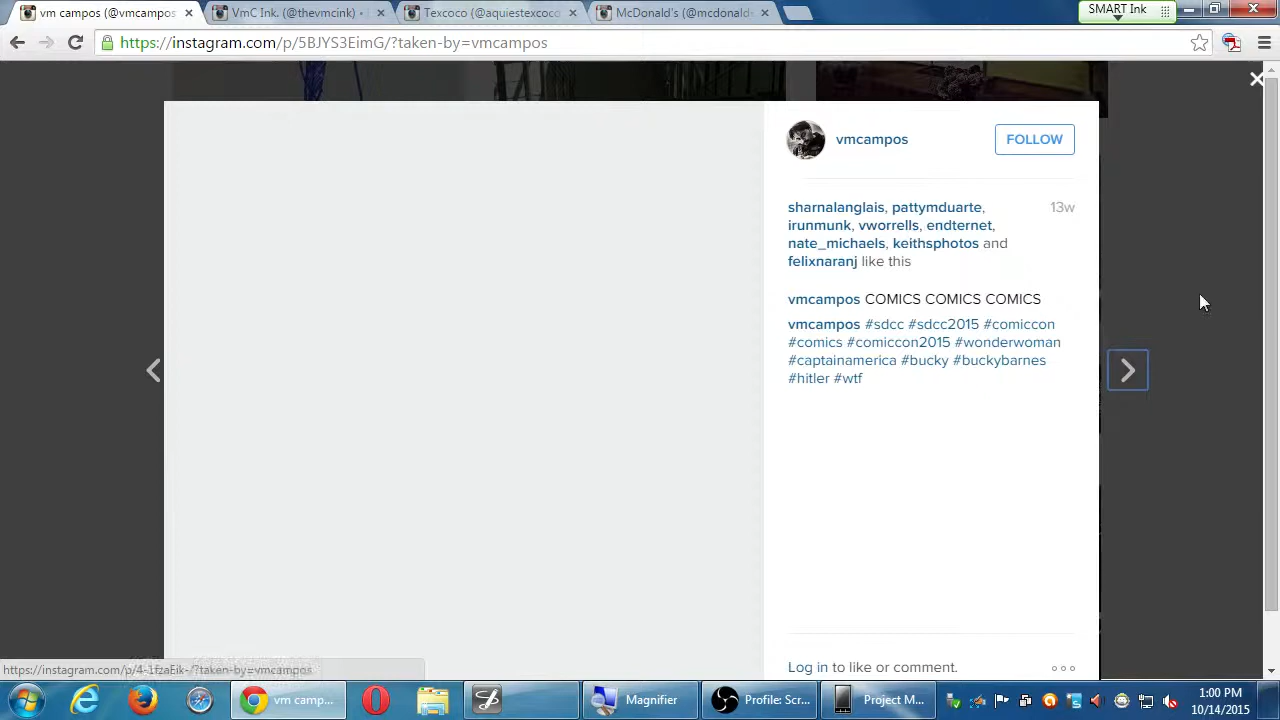 vm campos (@vmcampos
VmC Ink. (@thevmcink) •
Texcoco (@aquiestexcoco
McDonald's (@mcdonald
SMART Ink
https://instagram.com/p/5BJYS3EimG/?taken-by=vmcampos
vmcampos
FOLLOW
sharnalanglais, pattymduarte,
13w
irunmunk, vworrells, endternet,
nate_michaels, keithsphotos and
felixnaranj like this
vmcampos COMICS COMICS COMICS
vmcampos #sdcc #sdcc2015 #comiccon
#comics #comiccon2015 #wonderwoman
#captainamerica #bucky #buckybarnes
#hitler #wtf
Log in to like or comment.
https://instagram.com/p/4-1fzaEik-/?taken-by=vmcampos
vm camp...
Magnifier
Profile: Scr...
Project M...
1:00 PM
10/14/2015